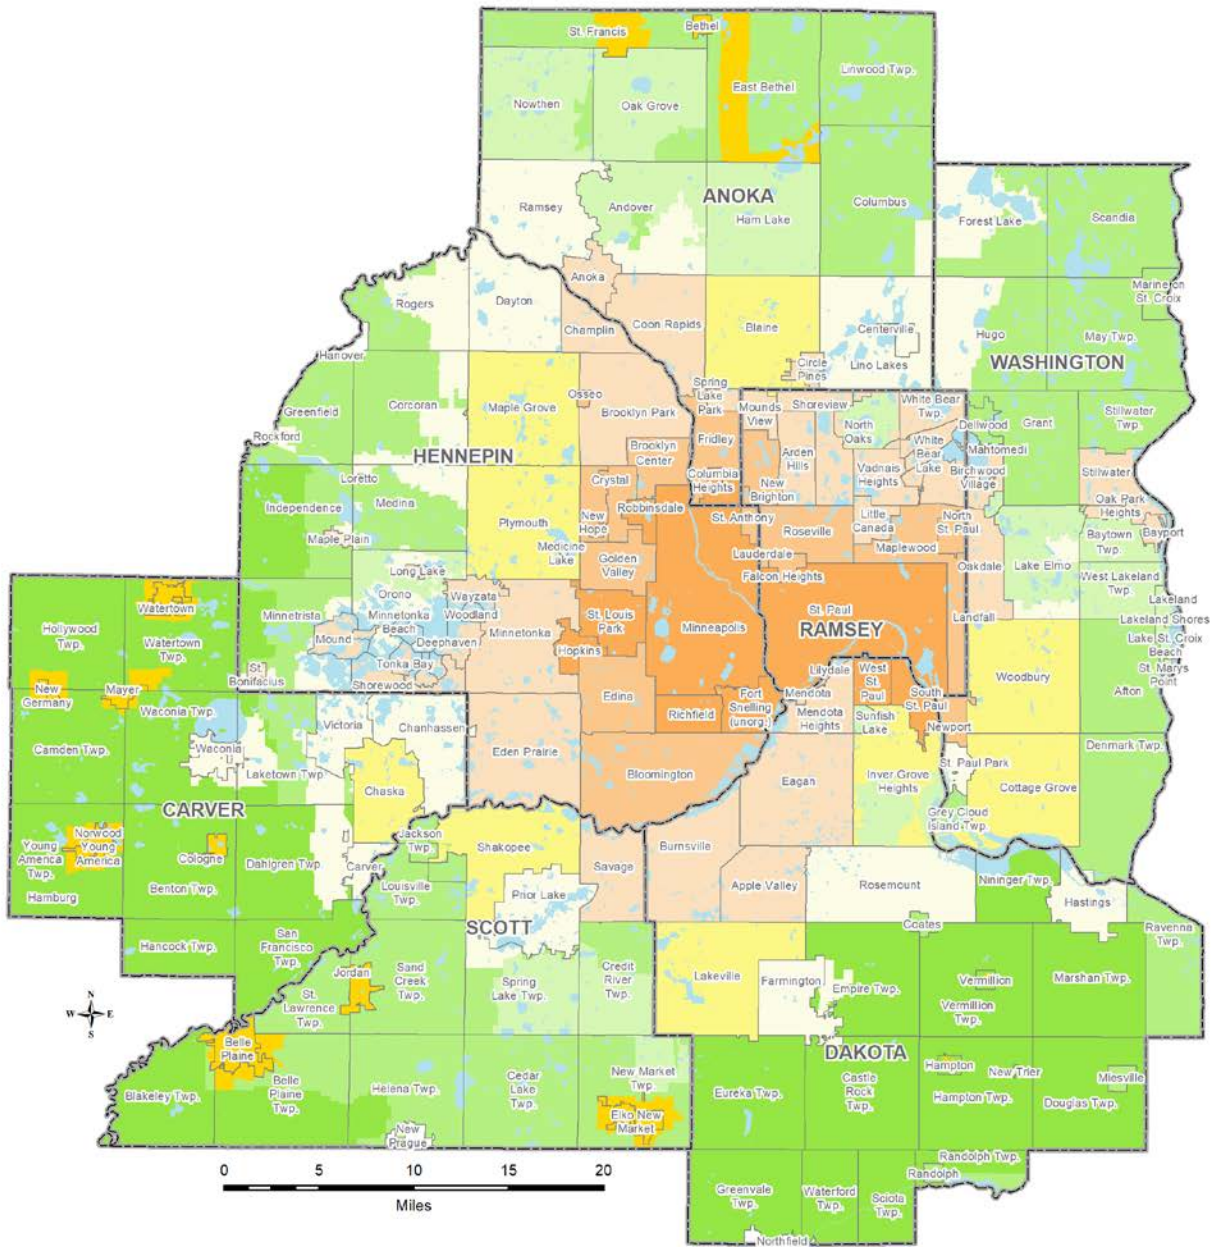 St. Francis
Bethel
Nowthen
Oak Grove
East Bethel
Linwood Twp.
ANOKA
Ramsey
Andover
Ham Lake
Columbus
Forest Lake
Scandia
Anoka
Rogers
Dayton
Champlin
Coon Rapids
Blaine
Centerville
Lino Lakes
Circle
Pines
Hugo
May Twp.
Marine on
St. Croix
WASHINGTON
Hanover
Greenfield
Corcoran
Rockford
Maple Grove
Osseo
Brooklyn Park
Spring
Lake
Park
Mounds
View
Shoreview
North
Oaks
White Bear
Twp.
Dellwood
Grant
Stillwater
Twp.
HENNEPIN
Brooklyn
Center
Fridley
Arden
Hills
White
Bear
Lake
Mahtomedi
Birchwood
Village
Vadnais
Heights
Stillwater
Oak Park
Heights
Bayport
Loretto
Independence
Medina
Maple Plain
Plymouth
Medicine
Lake
Crystal
New
Hope
Robbinsdale
Columbia
Heights
New
Brighton
St. Anthony
Roseville
Little
Canada
North
St. Paul
Maplewood
Oakdale
Lake Elmo
Baytown
Twp.
West Lakeland
Twp.
Golden
Valley
Lauderdale
Falcon Heights
Long Lake
Orono
Wayzata
Woodland
Minnetonka
Beach
Deephaven
Minnetrista
Mound
Tonka Bay
Shorewood
St.
Bonifacius
Minnetonka
St. Louis
Park
Hopkins
Minneapolis
St. Paul
RAMSEY
Landfall
Lakeland
Lakeland Shores
Lake St. Croix
Beach
St. Marys
Point
Afton
Woodbury
Watertown
Hollywood
Twp.
Watertown
Twp.
New
Germany
Mayer
Waconia Twp.
Camden Twp.
Waconia
Victoria
Chanhassen
Laketown Twp.
Edina
Richfield
Fort
Snelling
(unorg.)
Lilydale
Mendota
Mendota
Heights
West
St.
Paul
South
St. Paul
Sunfish
Lake
Newport
Denmark Twp.
CARVER
Chaska
Eden Prairie
Bloomington
Eagan
Inver Grove
Heights
St. Paul Park
Cottage Grove
Grey Cloud
Island Twp.
Young
America
Twp.
Norwood
Young
America
Cologne
Hamburg
Benton Twp.
Dahlgren Twp.
Carver
Jackson
Twp.
Louisville
Twp.
Shakopee
Prior Lake
Savage
Burnsville
Apple Valley
Rosemount
Coates
Nininger Twp.
Hastings
Ravenna
Twp.
SCOTT
Hancock Twp.
San
Francisco
Twp.
Jordan
St.
Lawrence
Twp.
Sand
Creek
Twp.
Spring
Lake Twp.
Credit
River
Twp.
Lakeville
Farmington
Empire Twp.
Vermillion
Vermillion
Twp.
Marshan Twp.
N
W E
S
Belle
Plaine
Blakeley Twp.
Belle
Plaine
Twp.
Helena Twp.
Cedar
Lake
Twp.
New Market
Twp.
Elko New
Market
New
Prague
DAKOTA
Eureka Twp.
Castle
Rock
Twp.
Hampton
Hampton Twp.
New Trier
Miesville
Douglas Twp.
Randolph Twp.
Randolph
Greenvale
Twp.
Waterford
Twp.
Sciota
Twp.
Northfield
0 5 10 15 20
Miles